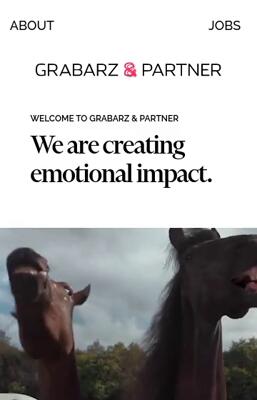 ABOUT JOBS
GRABARZ & PARTNER
WELCOME TO GRABARZ & PARTNER
We are creating
emotional impact.